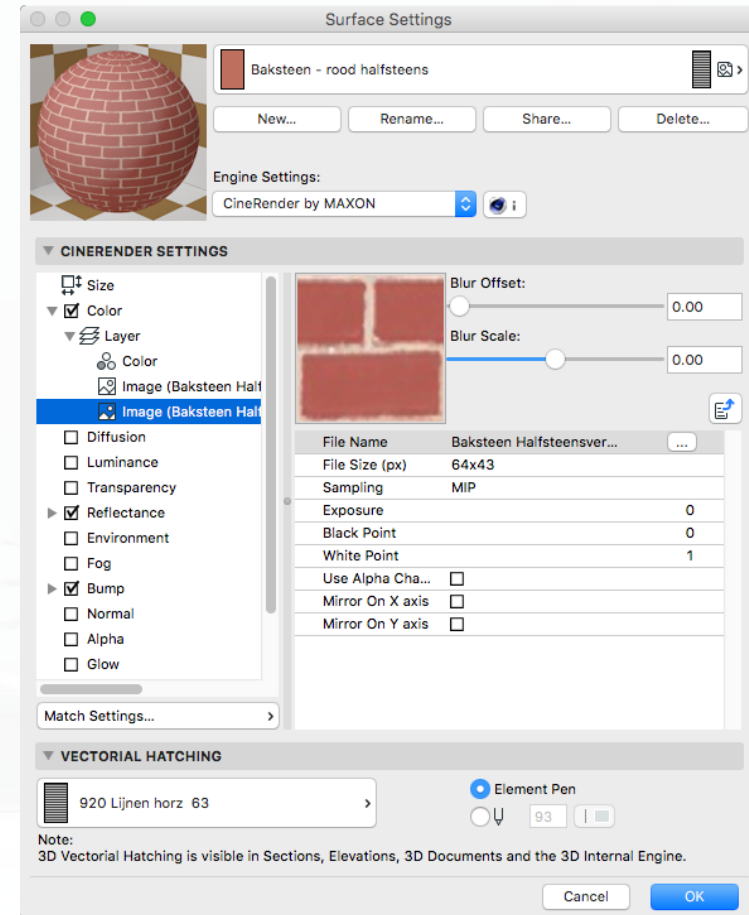 Surface Settings
Baksteen - rood halfsteens
New... Rename... Share... Delete...
Engine Settings:
CineRender by MAXON
CINERENDER SETTINGS
Size
Color
Layer
Color
Image (Baksteen Half
Image (Baksteen Half
Diffusion
Luminance
Transparency
Reflectance
Environment
Fog
Bump
Normal
Alpha
Glow
Match Settings...
Blur Offset:
0.00
Blur Scale:
0.00
File Name Baksteen Halfsteensver... ...
File Size (px) 64x43
Sampling MIP
Exposure 0
Black Point 0
White Point 1
Use Alpha Cha...
Mirror On X axis
Mirror On Y axis
VECTORIAL HATCHING
920 Lijnen horz 63
Element Pen
93
Note:
3D Vectorial Hatching is visible in Sections, Elevations, 3D Documents and the 3D Internal Engine.
Cancel OK